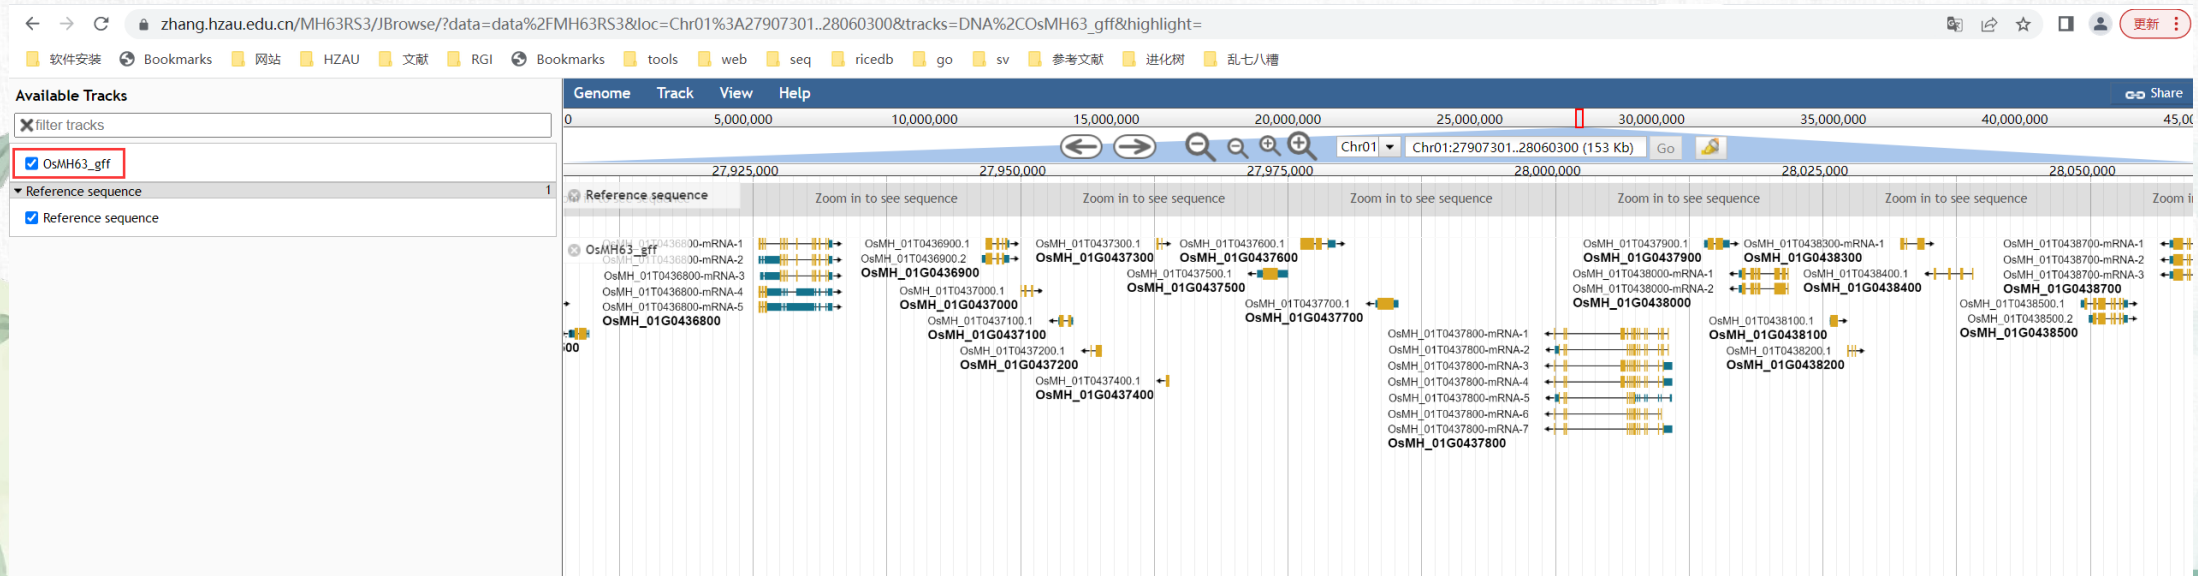 zhang.hzau.edu.cn/MH63RS3/JBrowse/?data=data%2FMH63RS3&loc=Chr01%3A27907301..28060300&tracks=DNA%2COsMH63_gff&highlight=
更新
软件安装 Bookmarks 网站 HZAU 文献 RGI Bookmarks tools web seq ricedb go sv 参考文献 进化树 乱七八糟
Available Tracks
filter tracks
OsMH63_gff
Reference sequence 1
Reference sequence
Genome Track View Help Share
0 5,000,000 10,000,000 15,000,000 20,000,000 25,000,000 30,000,000 35,000,000 40,000,000 45,00
Chr01 Chr01:27907301..28060300 (153 Kb) Go
27,925,000 27,950,000 27,975,000 28,000,000 28,025,000 28,050,000
Reference sequence Zoom in to see sequence Zoom in to see sequence Zoom in to see sequence Zoom in to see sequence Zoom in to see sequence Zoom i
OsMH63_gff
OsMH_01T0436800-mRNA-1 OsMH_01T0436900.1 OsMH_01T0437300.1 OsMH_01T0437600.1 OsMH_01T0437900.1 OsMH_01T0438300-mRNA-1 OsMH_01T0438700-mRNA-1
OsMH_01T0436800-mRNA-2 OsMH_01T0436900.2 OsMH_01G0437300 OsMH_01G0437600 OsMH_01G0437900 OsMH_01G0438300 OsMH_01T0438700-mRNA-2
OsMH_01T0436800-mRNA-3 OsMH_01G0436900 OsMH_01T0437500.1 OsMH_01T0438000-mRNA-1 OsMH_01T0438400.1 OsMH_01T0438700-mRNA-3
OsMH_01T0436800-mRNA-4 OsMH_01T0437000.1 OsMH_01G0437500 OsMH_01T0438000-mRNA-2 OsMH_01G0438400 OsMH_01G0438700
OsMH_01T0436800-mRNA-5 OsMH_01G0437000 OsMH_01T0437700.1 OsMH_01G0438000 OsMH_01T0438500.1
OsMH_01G0436800 OsMH_01T0437100.1 OsMH_01G0437700 OsMH_01T0438100.1 OsMH_01T0438500.2
OsMH_01G0437100 OsMH_01T0437800-mRNA-1 OsMH_01G0438100 OsMH_01G0438500
500 OsMH_01T0437200.1 OsMH_01T0437800-mRNA-2 OsMH_01T0438200.1
OsMH_01G0437200 OsMH_01T0437800-mRNA-3 OsMH_01G0438200
OsMH_01T0437400.1 OsMH_01T0437800-mRNA-4
OsMH_01G0437400 OsMH_01T0437800-mRNA-5
OsMH_01T0437800-mRNA-6
OsMH_01T0437800-mRNA-7
OsMH_01G0437800